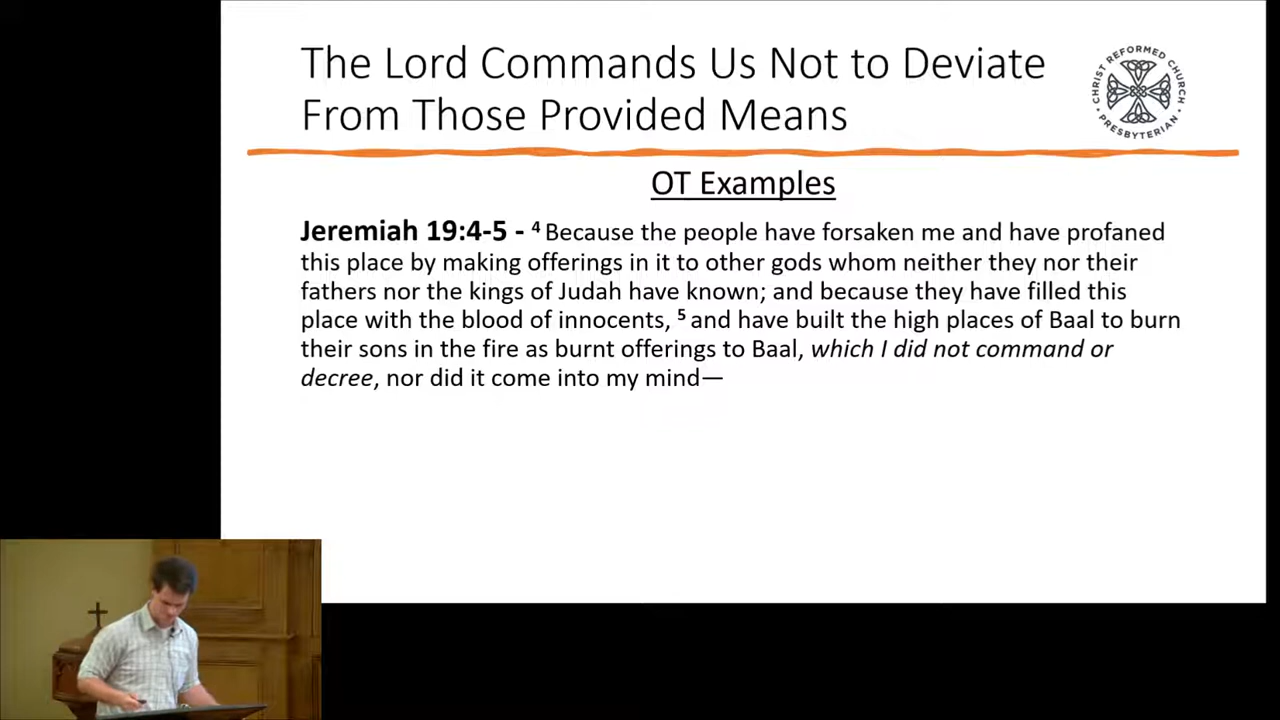 The Lord Commands Us Not to Deviate
From Those Provided Means
CHRIST REFORMED CHURCH
• PRESBYTERIAN •
OT Examples
Jeremiah 19:4-5 - ⁴ Because the people have forsaken me and have profaned
this place by making offerings in it to other gods whom neither they nor their
fathers nor the kings of Judah have known; and because they have filled this
place with the blood of innocents, ⁵ and have built the high places of Baal to burn
their sons in the fire as burnt offerings to Baal, which I did not command or
decree, nor did it come into my mind—